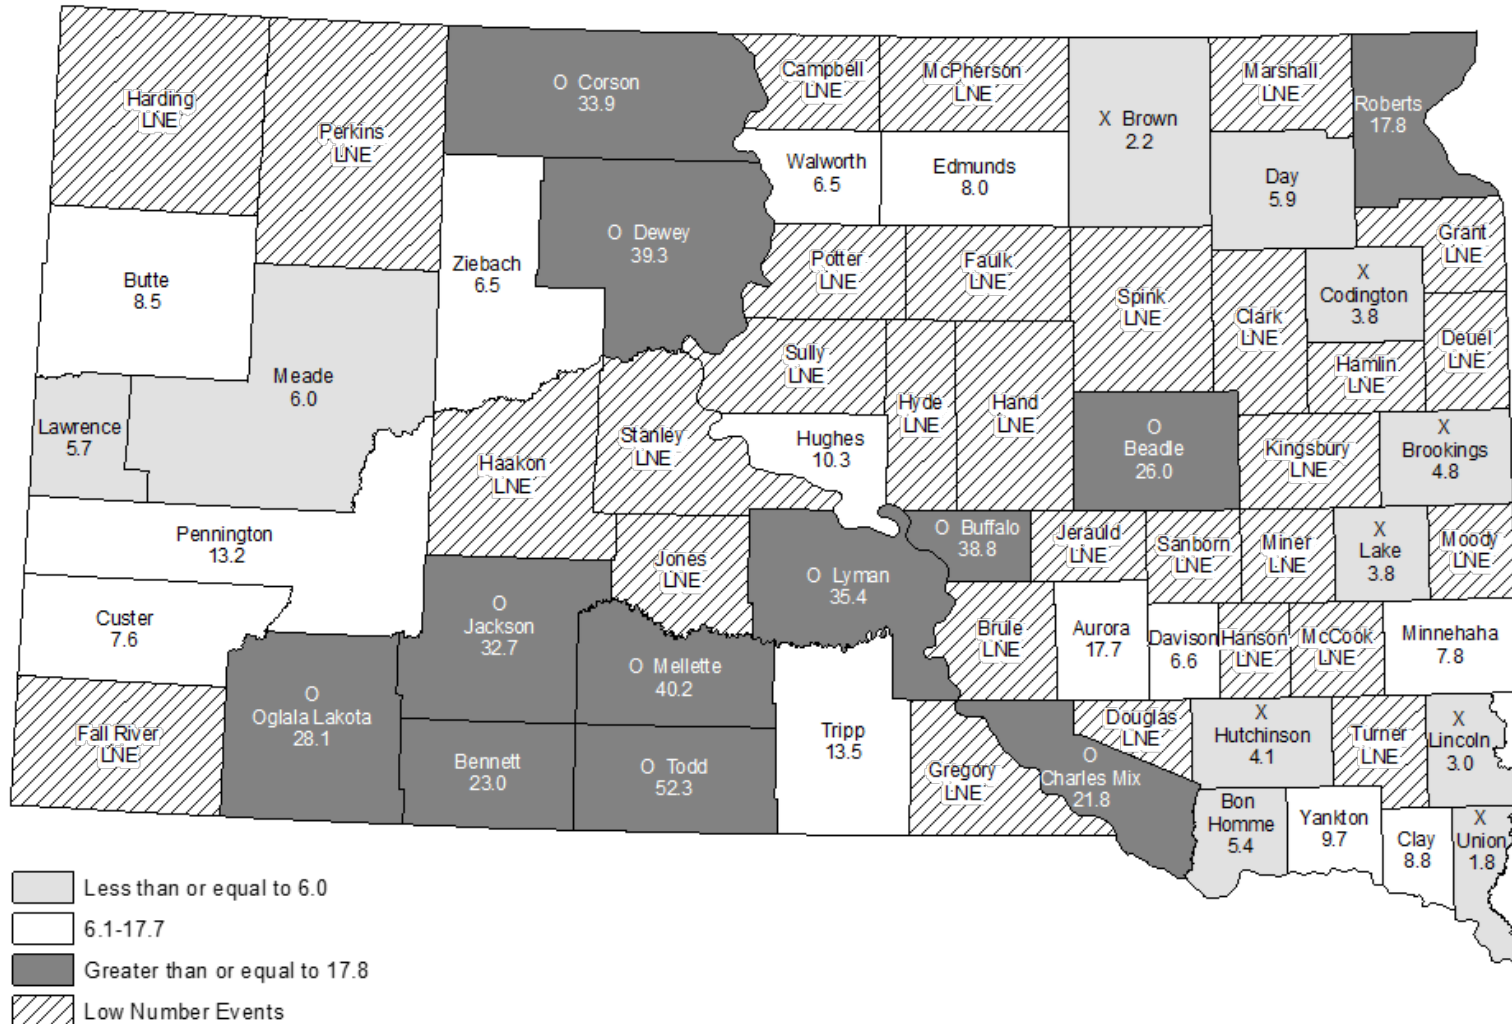 Harding
LNE
Perkins
LNE
O Corson
33.9
Campbell
LNE
McPherson
LNE
X Brown
2.2
Marshall
LNE
Roberts
17.8
Walworth
6.5
Edmunds
8.0
Day
5.9
Grant
LNE
Butte
8.5
Ziebach
6.5
O Dewey
39.3
Potter
LNE
Faulk
LNE
Spink
LNE
Clark
LNE
X
Codington
3.8
Deuel
LNE
Hamlin
LNE
Meade
6.0
Lawrence
5.7
Sully
LNE
Hyde
LNE
Hand
LNE
Haakon
LNE
Stanley
LNE
Hughes
10.3
O
Beadle
26.0
Kingsbury
LNE
X
Brookings
4.8
Pennington
13.2
Jones
LNE
O Lyman
35.4
O Buffalo
38.8
Jerauld
LNE
Sanborn
LNE
Miner
LNE
X
Lake
3.8
Moody
LNE
Custer
7.6
O
Jackson
32.7
O Mellette
40.2
Brule
LNE
Aurora
17.7
Davison
6.6
Hanson
LNE
McCook
LNE
Minnehaha
7.8
Fall River
LNE
O
Oglala Lakota
28.1
Bennett
23.0
O Todd
52.3
Tripp
13.5
Gregory
LNE
Douglas
LNE
O
Charles Mix
21.8
X
Hutchinson
4.1
Turner
LNE
X
Lincoln
3.0
Bon
Homme
5.4
Yankton
9.7
Clay
8.8
X
Union
1.8
Less than or equal to 6.0
6.1-17.7
Greater than or equal to 17.8
Low Number Events